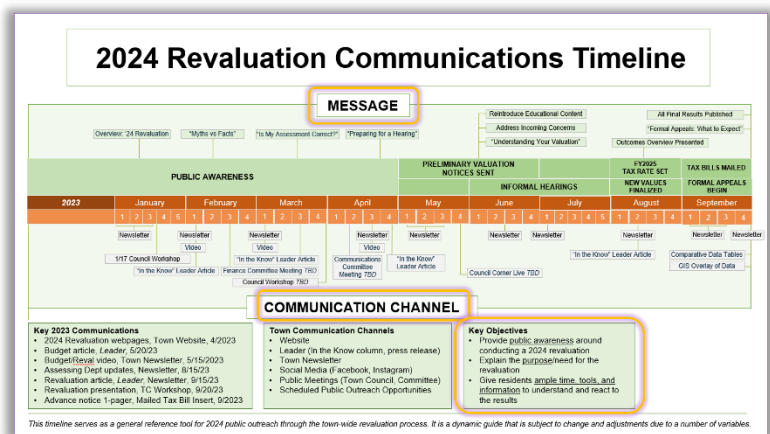 2024 Revaluation Communications Timeline
MESSAGE
Reintroduce Educational Content
All Final Results Published
Address Incoming Concerns
"Formal Appeals: What to Expect"
Overview: '24 Revaluation
"Myths vs Facts"
"Is My Assessment Correct?"
"Preparing for a Hearing"
"Understanding Your Valuation"
Outcomes Overview Presented
PUBLIC AWARENESS
PRELIMINARY VALUATION
NOTICES SENT
FY2025
TAX RATE SET
TAX BILLS MAILED
INFORMAL HEARINGS
NEW VALUES
FINALIZED
FORMAL APPEALS
BEGIN
2023 January February March April May June July August September
1 2 3 4 5 1 2 3 4 1 2 3 4 1 2 3 4 1 2 3 4 1 2 3 4 1 2 3 4 1 2 3 4 1 2 3 4
Newsletter Newsletter Newsletter Newsletter Newsletter Newsletter Newsletter Newsletter Newsletter Newsletter
Video Video Video
1/17 Council Workshop
"In the Know" Leader Article
"In the Know" Leader Article
Finance Committee Meeting TBD
Council Workshop TBD
Communications
Committee
Meeting TBD
"In the Know"
Leader Article
Council Corner Live TBD
"In the Know" Leader Article
Comparative Data Tables
GIS Overlay of Data
COMMUNICATION CHANNEL
Key 2023 Communications
• 2024 Revaluation webpages, Town Website, 4/2023
• Budget article, Leader, 5/20/23
• Budget/Reval video, Town Newsletter, 5/15/2023
• Assessing Dept updates, Newsletter, 8/15/23
• Revaluation article, Leader, Newsletter, 9/15/23
• Revaluation presentation, TC Workshop, 9/20/23
• Advance notice 1-pager, Mailed Tax Bill Insert, 9/2023
Town Communication Channels
• Website
• Leader (In the Know column, press release)
• Town Newsletter
• Social Media (Facebook, Instagram)
• Public Meetings (Town Council, Committee)
• Scheduled Public Outreach Opportunities
Key Objectives
• Provide public awareness around
conducting a 2024 revaluation
• Explain the purpose/need for the
revaluation
• Give residents ample time, tools, and
information to understand and react to
the results
This timeline serves as a general reference tool for 2024 public outreach through the town-wide revaluation process. It is a dynamic guide that is subject to change and adjustments due to a number of variables.